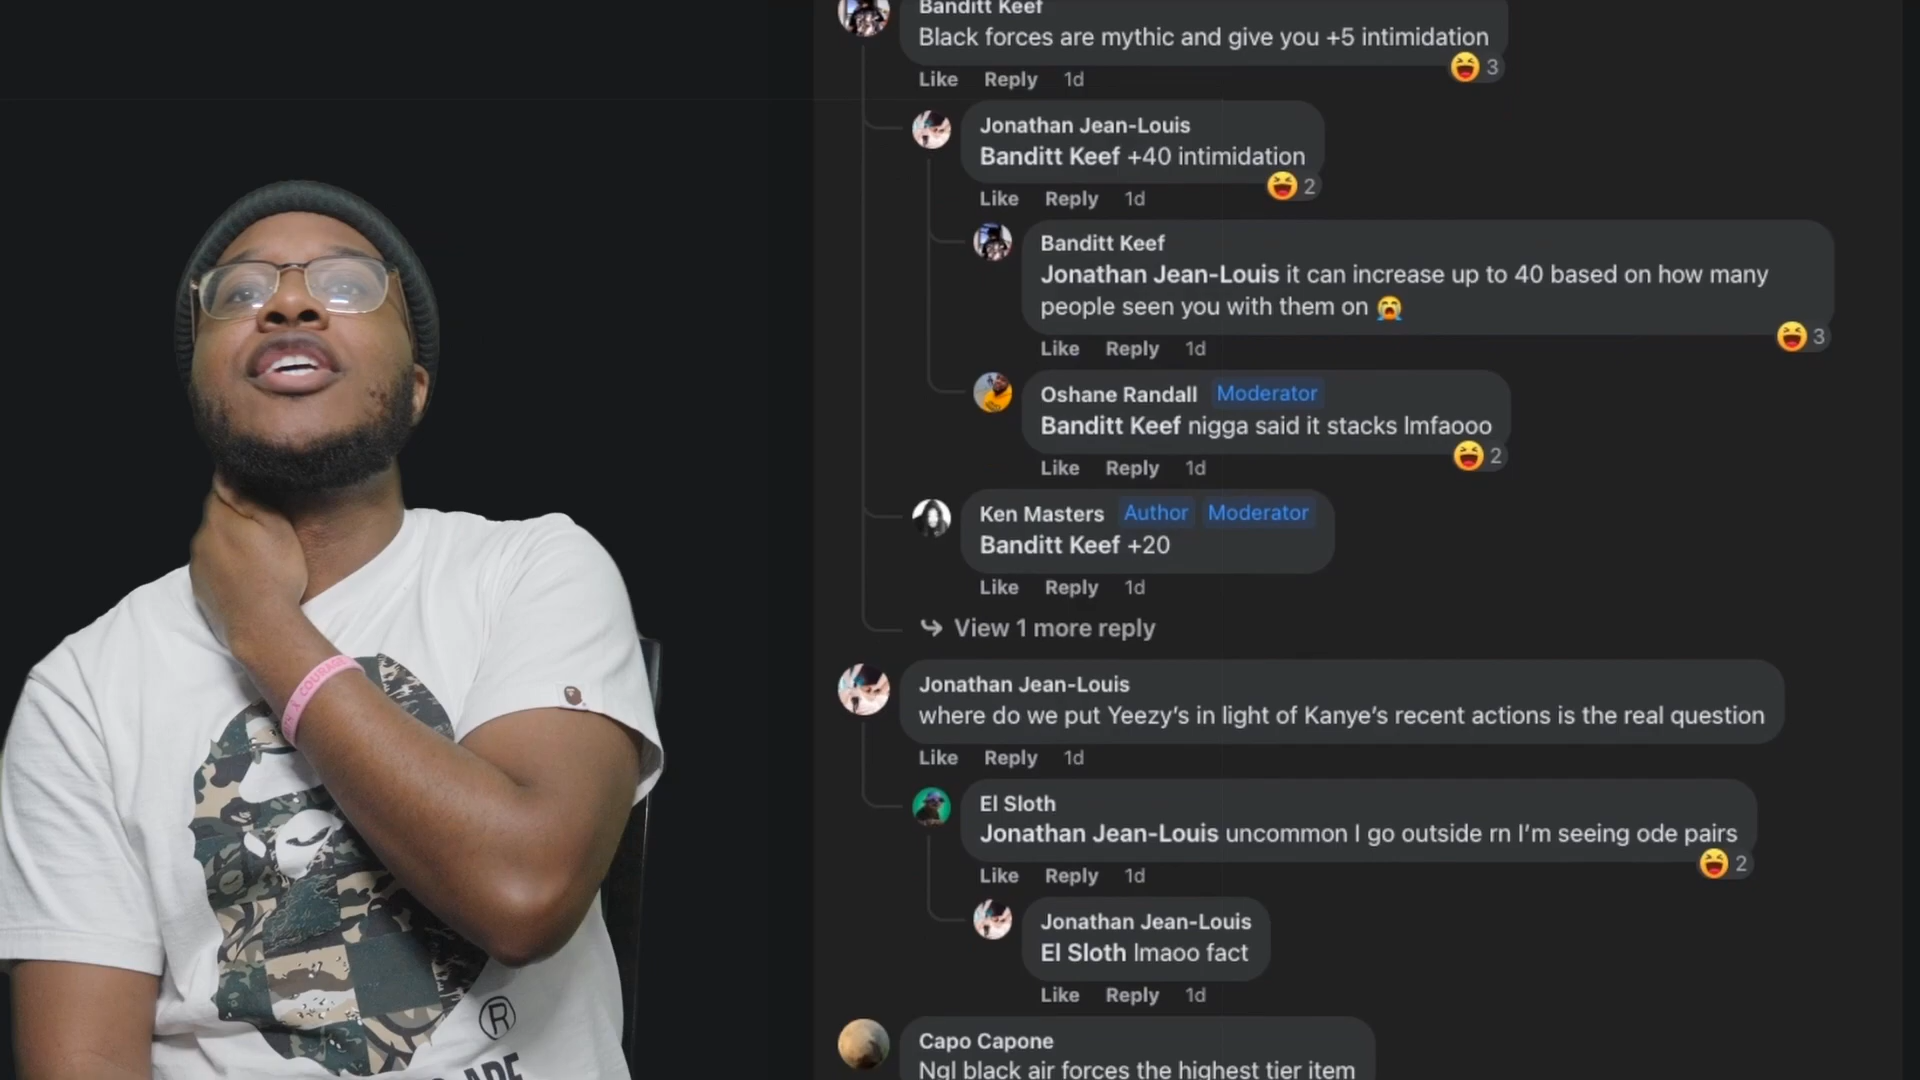 Banditt Keef
Black forces are mythic and give you +5 intimidation
3
Like Reply 1d
Jonathan Jean-Louis
Banditt Keef +40 intimidation
2
Like Reply 1d
Banditt Keef
Jonathan Jean-Louis it can increase up to 40 based on how many
people seen you with them on 😭
3
Like Reply 1d
Oshane Randall Moderator
Banditt Keef nigga said it stacks lmfaooo
2
Like Reply 1d
Ken Masters Author Moderator
Banditt Keef +20
Like Reply 1d
View 1 more reply
Jonathan Jean-Louis
where do we put Yeezy’s in light of Kanye’s recent actions is the real question
Like Reply 1d
El Sloth
Jonathan Jean-Louis uncommon I go outside rn I’m seeing ode pairs
2
Like Reply 1d
Jonathan Jean-Louis
El Sloth lmaoo fact
Like Reply 1d
Capo Capone
Ngl black air forces the highest tier item
X COURAGE
®